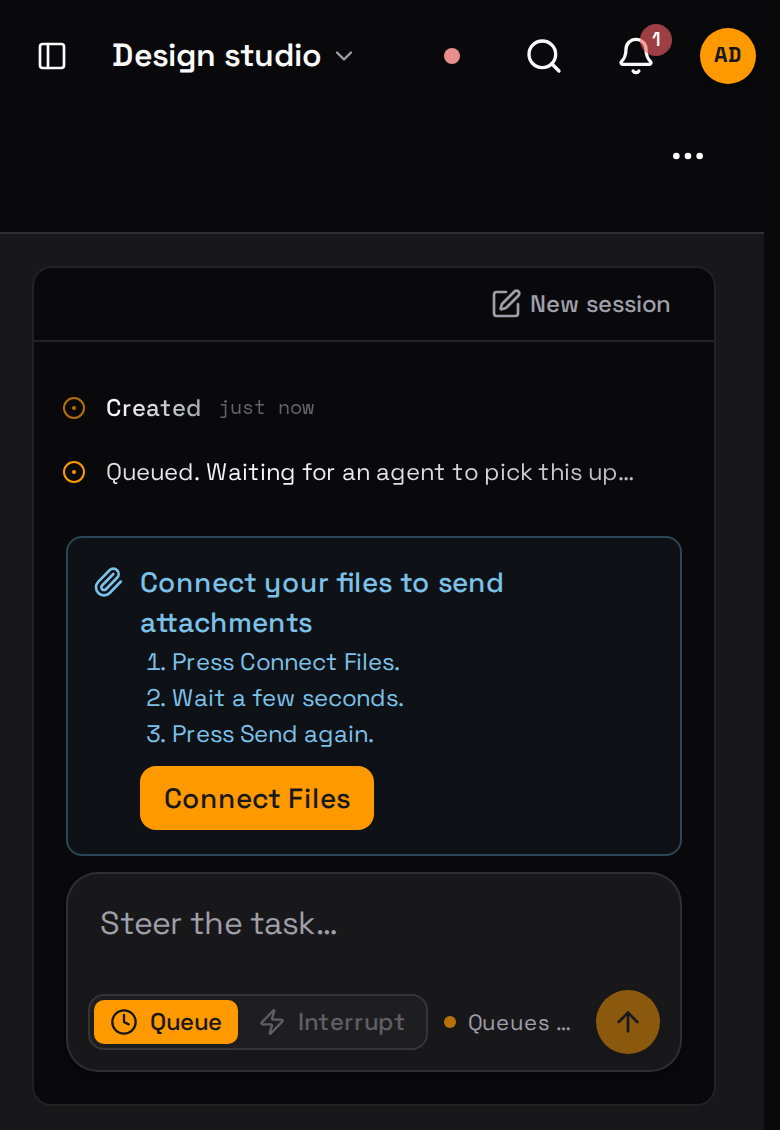 Design studio
1
AD
New session
Created just now
Queued. Waiting for an agent to pick this up…
Connect your files to send
attachments
1. Press Connect Files.
2. Wait a few seconds.
3. Press Send again.
Connect Files
Steer the task…
Queue Interrupt Queues …